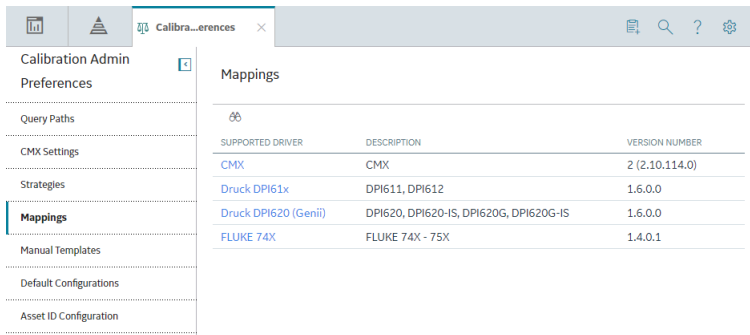 Calibra...erences
Calibration Admin
Preferences
Query Paths
CMX Settings
Strategies
Mappings
Manual Templates
Default Configurations
Asset ID Configuration
Mappings
SUPPORTED DRIVER DESCRIPTION VERSION NUMBER
CMX CMX 2 (2.10.114.0)
Druck DPI61x DPI611, DPI612 1.6.0.0
Druck DPI620 (Genii) DPI620, DPI620-IS, DPI620G, DPI620G-IS 1.6.0.0
FLUKE 74X FLUKE 74X - 75X 1.4.0.1